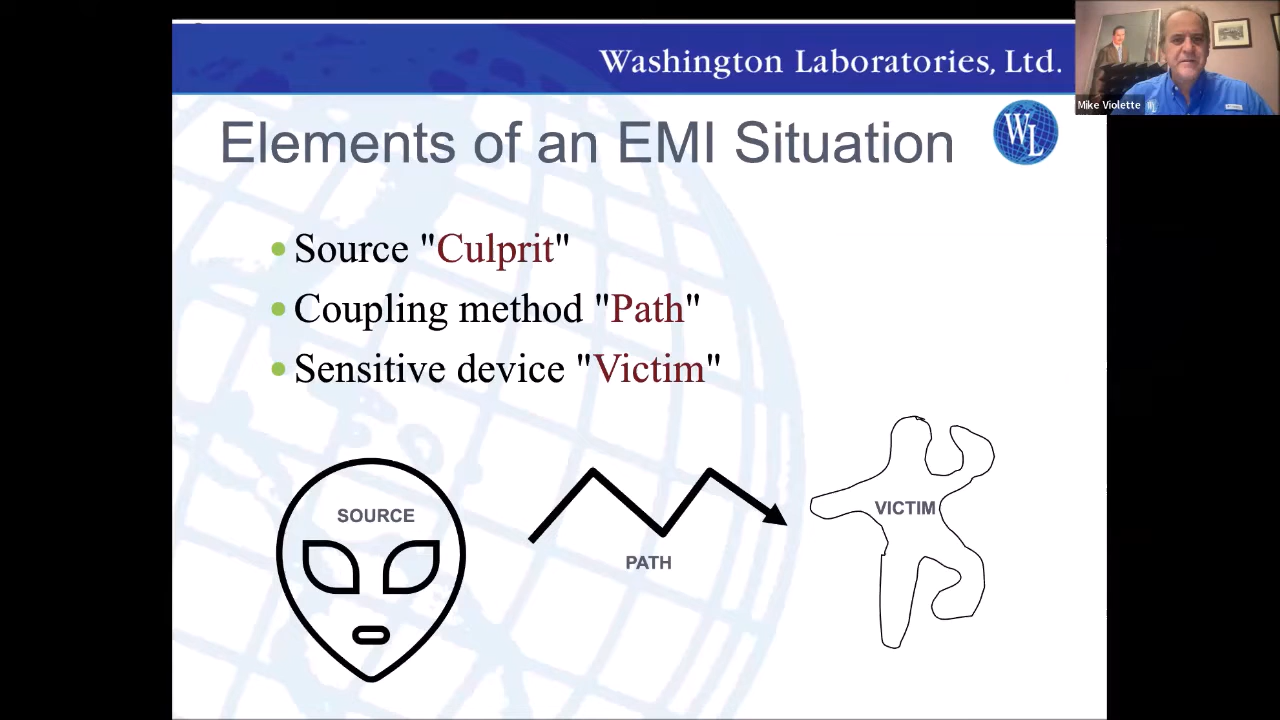 Washington Laboratories, Ltd.
Mike Violette
WL
Elements of an EMI Situation
Source "Culprit"
Coupling method "Path"
Sensitive device "Victim"
SOURCE
PATH
VICTIM